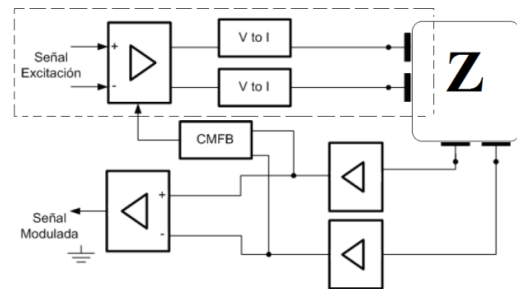 Señal
Excitación
+
-
V to I
V to I
Z
CMFB
Señal
Modulada
+
-